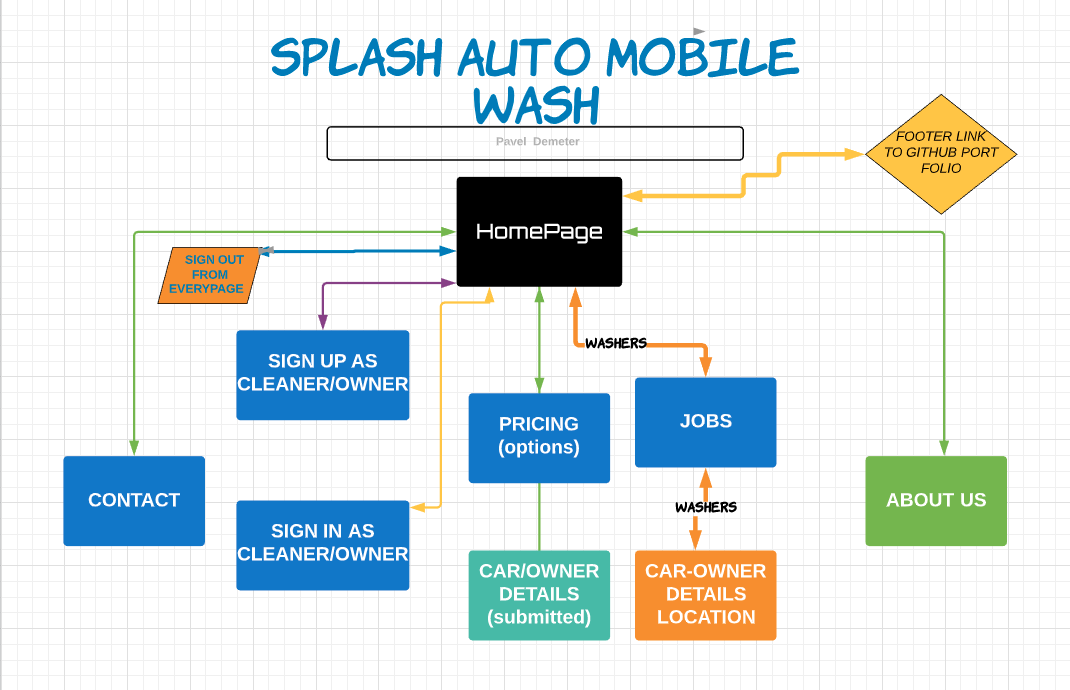 SPLASH AUTO MOBILE
WASH
Pavel Demeter
FOOTER LINK
TO GITHUB PORT
FOLIO
HomePage
SIGN OUT
FROM
EVERYPAGE
SIGN UP AS
CLEANER/OWNER
WASHERS
PRICING
(options)
JOBS
CONTACT
SIGN IN AS
CLEANER/OWNER
WASHERS
ABOUT US
CAR/OWNER
DETAILS
(submitted)
CAR-OWNER
DETAILS
LOCATION